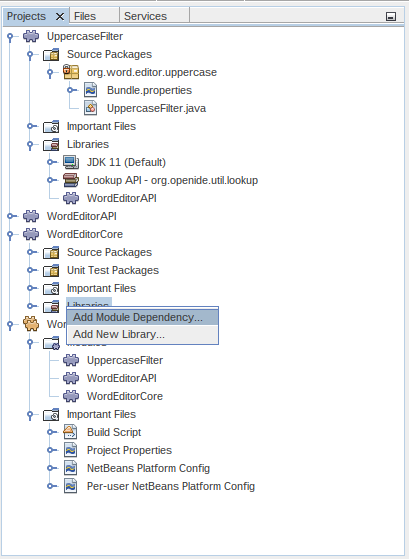 Projects Files Services
UppercaseFilter
Source Packages
org.word.editor.uppercase
Bundle.properties
UppercaseFilter.java
Important Files
Libraries
JDK 11 (Default)
Lookup API - org.openide.util.lookup
WordEditorAPI
WordEditorAPI
WordEditorCore
Source Packages
Unit Test Packages
Important Files
Libraries
Add Module Dependency...
Add New Library...
UppercaseFilter
WordEditorAPI
WordEditorCore
Important Files
Build Script
Project Properties
NetBeans Platform Config
Per-user NetBeans Platform Config